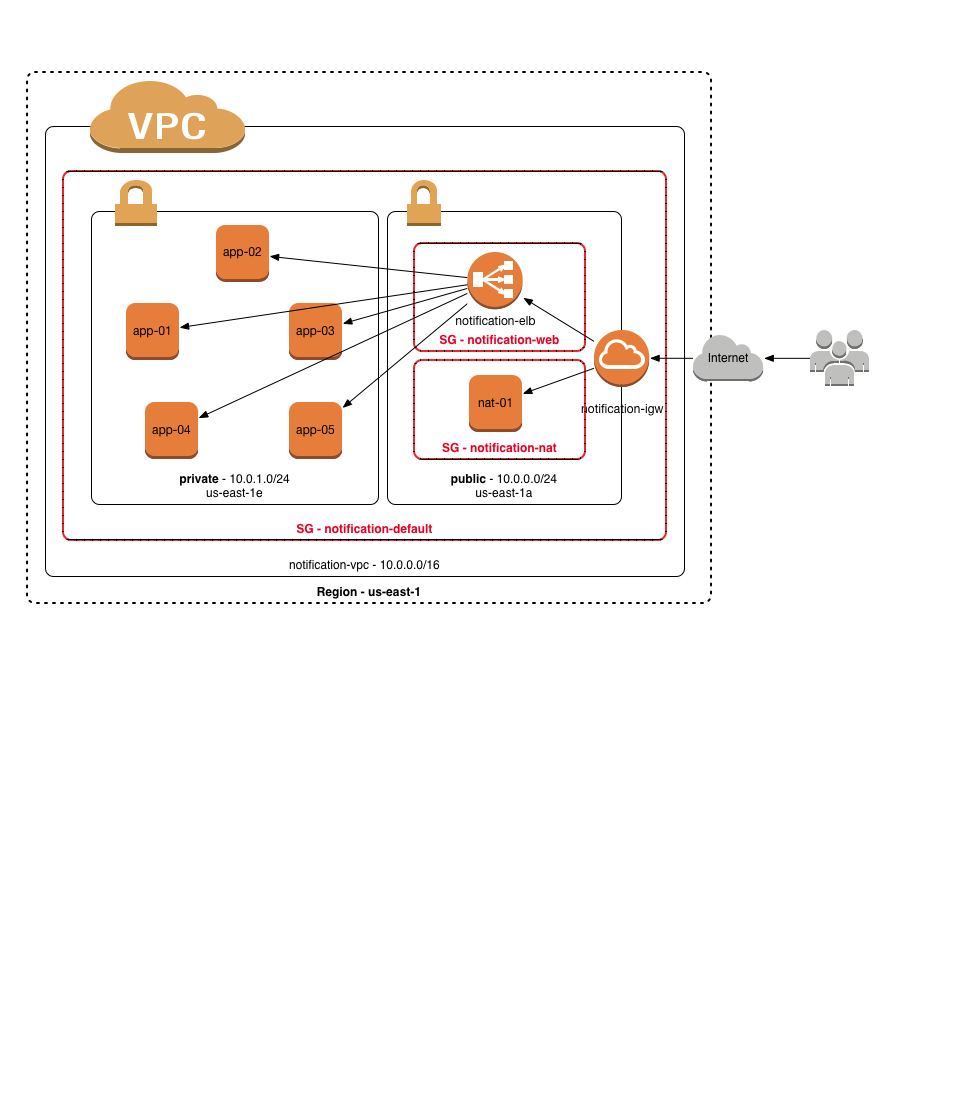 VPC
app-02
app-01
app-03
app-04
app-05
private - 10.0.1.0/24
us-east-1e
notification-elb
SG - notification-web
nat-01
SG - notification-nat
public - 10.0.0.0/24
us-east-1a
notification-igw
Internet
SG - notification-default
notification-vpc - 10.0.0.0/16
Region - us-east-1